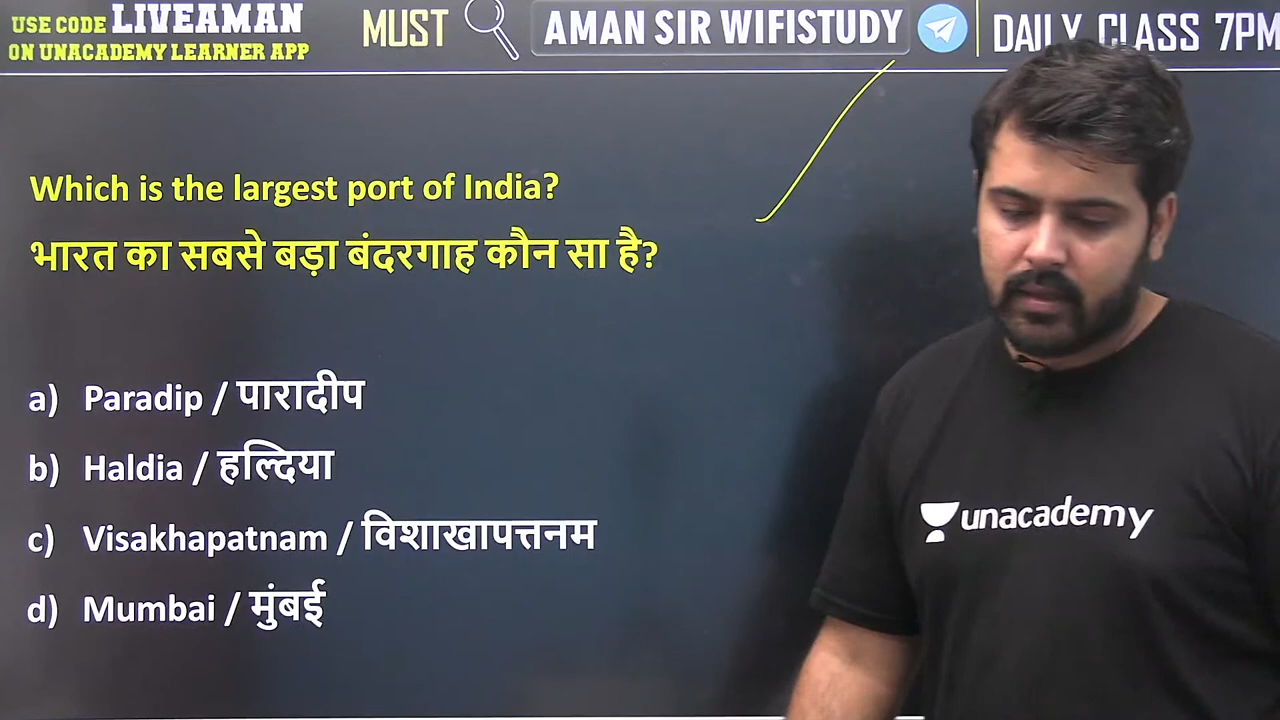 USE CODE LIVEAMAN
ON UNACADEMY LEARNER APP
MUST
AMAN SIR WIFISTUDY
DAILY CLASS 7PM
Which is the largest port of India?
भारत का सबसे बड़ा बंदरगाह कौन सा है?
a) Paradip / पारादीप
b) Haldia / हल्दिया
c) Visakhapatnam / विशाखापत्तनम
d) Mumbai / मुंबई
unacademy